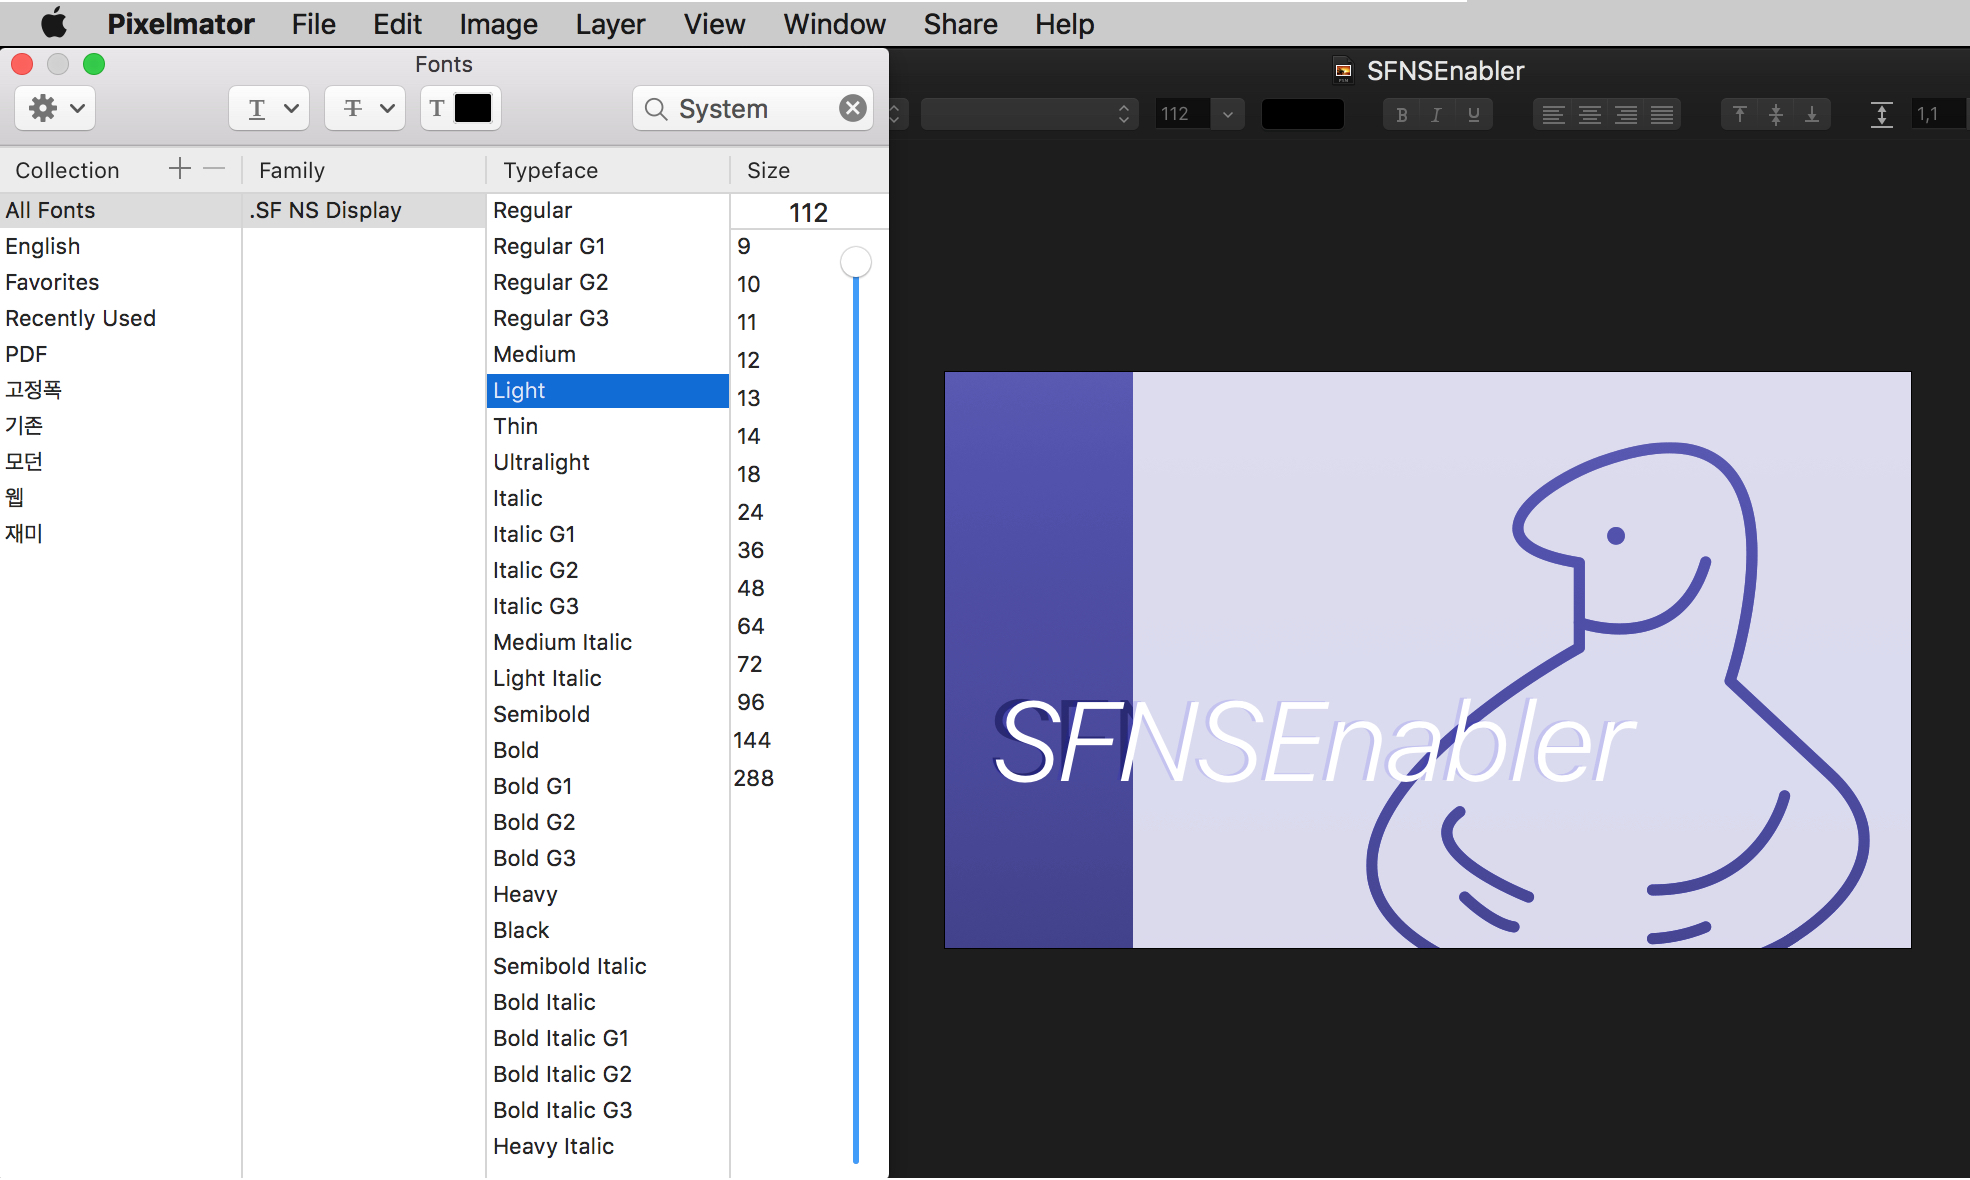 Pixelmator File Edit Image Layer View Window Share Help
Fonts
SFNSEnabler
T T T System
112 B I U 1,1
Collection Family Typeface Size
All Fonts .SF NS Display Regular 112
English Regular G1 9
Favorites Regular G2 10
Recently Used Regular G3 11
PDF Medium 12
고정폭 Light 13
기존 Thin 14
모던 Ultralight 18
웹 Italic 24
재미 Italic G1 36
Italic G2 48
Italic G3 64
Medium Italic 72
Light Italic 96
Semibold 144
Bold 288
Bold G1
Bold G2
Bold G3
Heavy
Black
Semibold Italic
Bold Italic
Bold Italic G1
Bold Italic G2
Bold Italic G3
Heavy Italic
SFNSEnabler